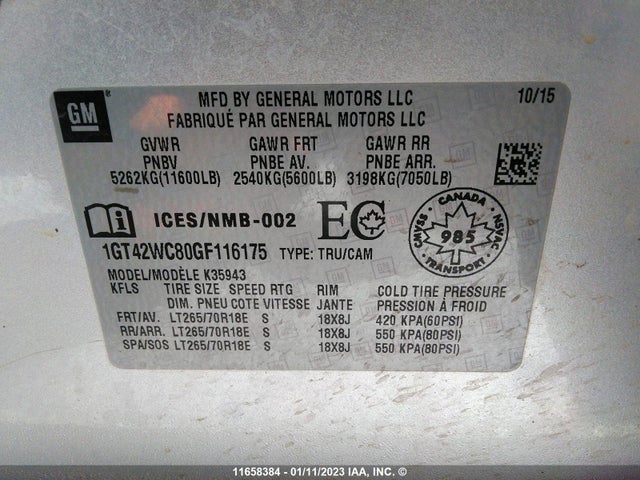 GM
MFD BY GENERAL MOTORS LLC 10/15
FABRIQUÉ PAR GENERAL MOTORS LLC
GVWR GAWR FRT GAWR RR
PNBV PNBE AV. PNBE ARR.
5262KG(11600LB) 2540KG(5600LB) 3198KG(7050LB)
ICES/NMB-002 EC
CANADA
CMVSS 985 NSVAC
TRANSPORT
1GT42WC80GF116175 TYPE: TRU/CAM
MODEL/MODÈLE K35943
KFLS TIRE SIZE SPEED RTG RIM COLD TIRE PRESSURE
DIM. PNEU COTE VITESSE JANTE PRESSION À FROID
FRT/AV. LT265/70R18E S 18X8J 420 KPA(60PSI)
RR/ARR. LT265/70R18E S 18X8J 550 KPA(80PSI)
SPA/SOS LT265/70R18E S 18X8J 550 KPA(80PSI)
11658384 - 01/11/2023 IAA, INC. ©